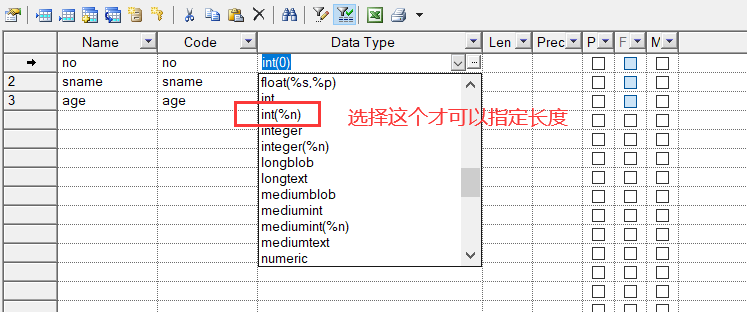 Name Code Data Type Len Prec P F M
no no int(0) ...
2 sname sname float(%s,%p)
3 age age int
int(%n) 选择这个才可以指定长度
integer
integer(%n)
longblob
longtext
mediumblob
mediumint
mediumint(%n)
mediumtext
numeric